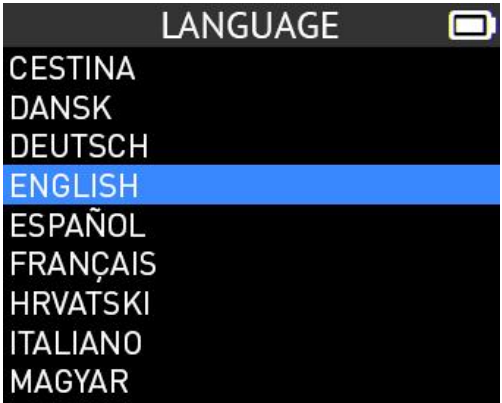 LANGUAGE
CESTINA
DANSK
DEUTSCH
ENGLISH
ESPAÑOL
FRANÇAIS
HRVATSKI
ITALIANO
MAGYAR